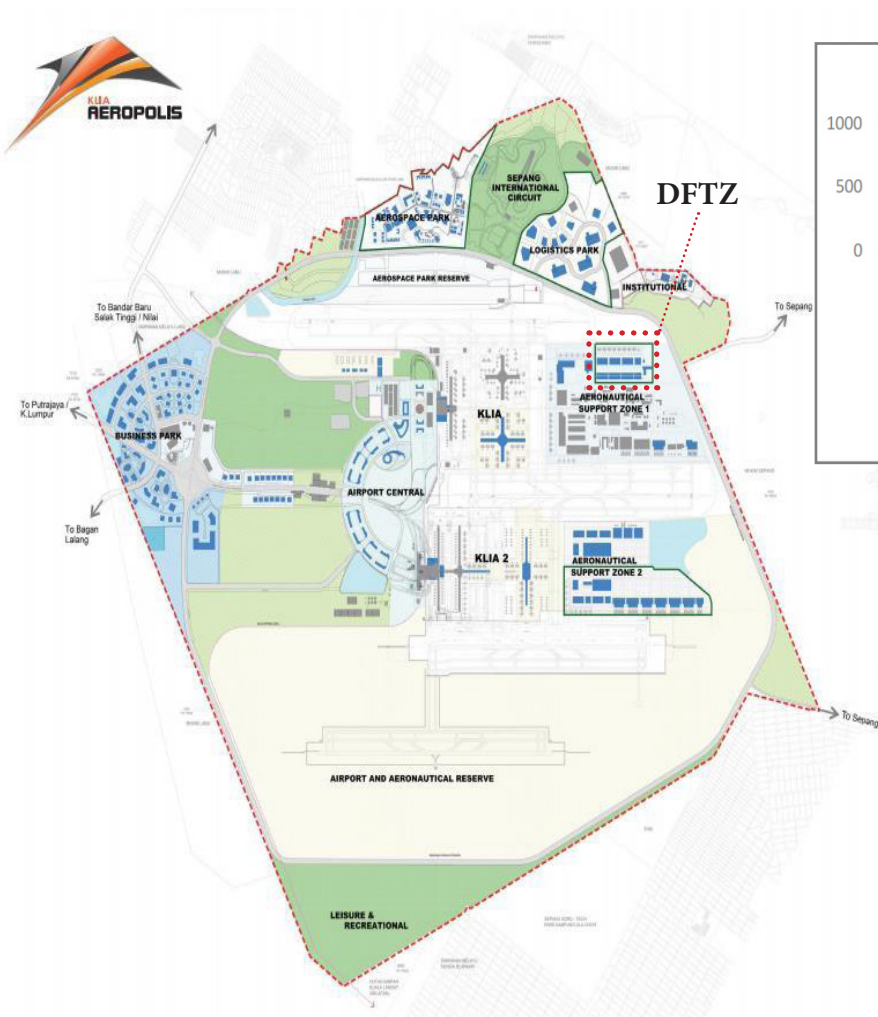 KLIA
AEROPOLIS
1000
500
0
SEPANG
INTERNATIONAL
CIRCUIT
DFTZ
AEROSPACE PARK
LOGISTICS PARK
AEROSPACE PARK RESERVE
INSTITUTIONAL
To Bandar Baru
Salak Tinggi / Nilai
To Sepang
To Putrajaya /
K.Lumpur
BUSINESS PARK
KLIA
AERONAUTICAL
SUPPORT ZONE 1
AIRPORT CENTRAL
To Bagan
Lalang
KLIA 2
AERONAUTICAL
SUPPORT ZONE 2
To Sepang
AIRPORT AND AERONAUTICAL RESERVE
LEISURE &
RECREATIONAL